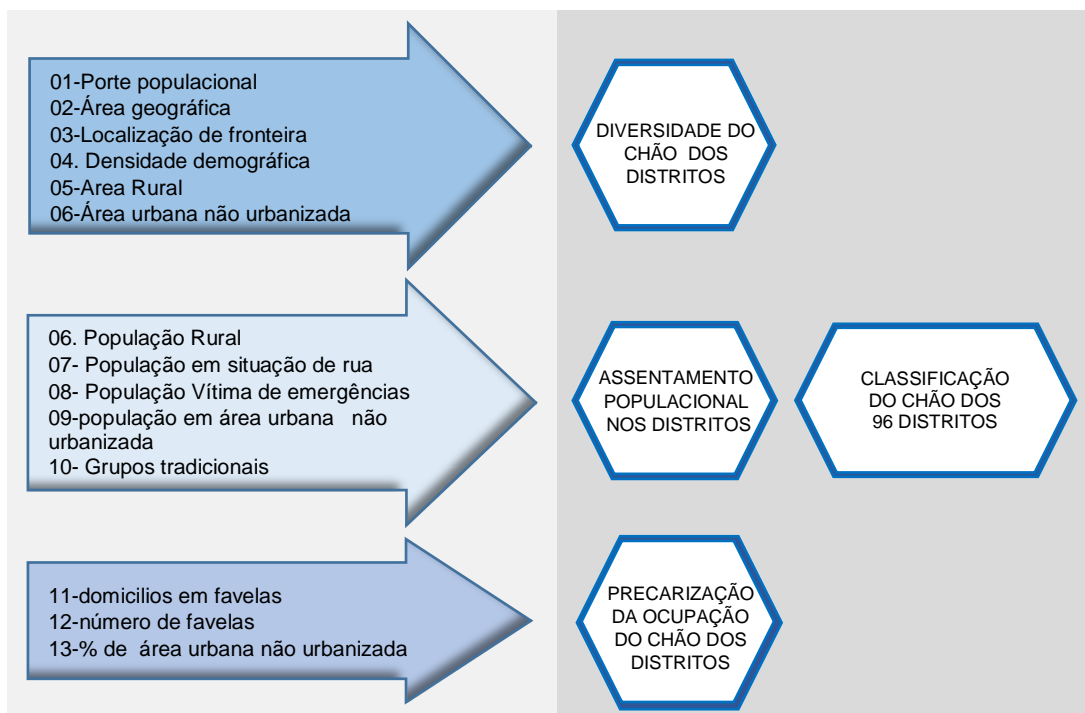 01-Porte populacional
02-Área geográfica
03-Localização de fronteira
04. Densidade demográfica
05-Area Rural
06-Área urbana não urbanizada
DIVERSIDADE DO
CHÃO DOS
DISTRITOS
06. População Rural
07- População em situação de rua
08- População Vítima de emergências
09-população em área urbana não
urbanizada
10- Grupos tradicionais
ASSENTAMENTO
POPULACIONAL
NOS DISTRITOS
CLASSIFICAÇÃO
DO CHÃO DOS
96 DISTRITOS
11-domicilios em favelas
12-número de favelas
13-% de área urbana não urbanizada
PRECARIZAÇÃO
DA OCUPAÇÃO
DO CHÃO DOS
DISTRITOS